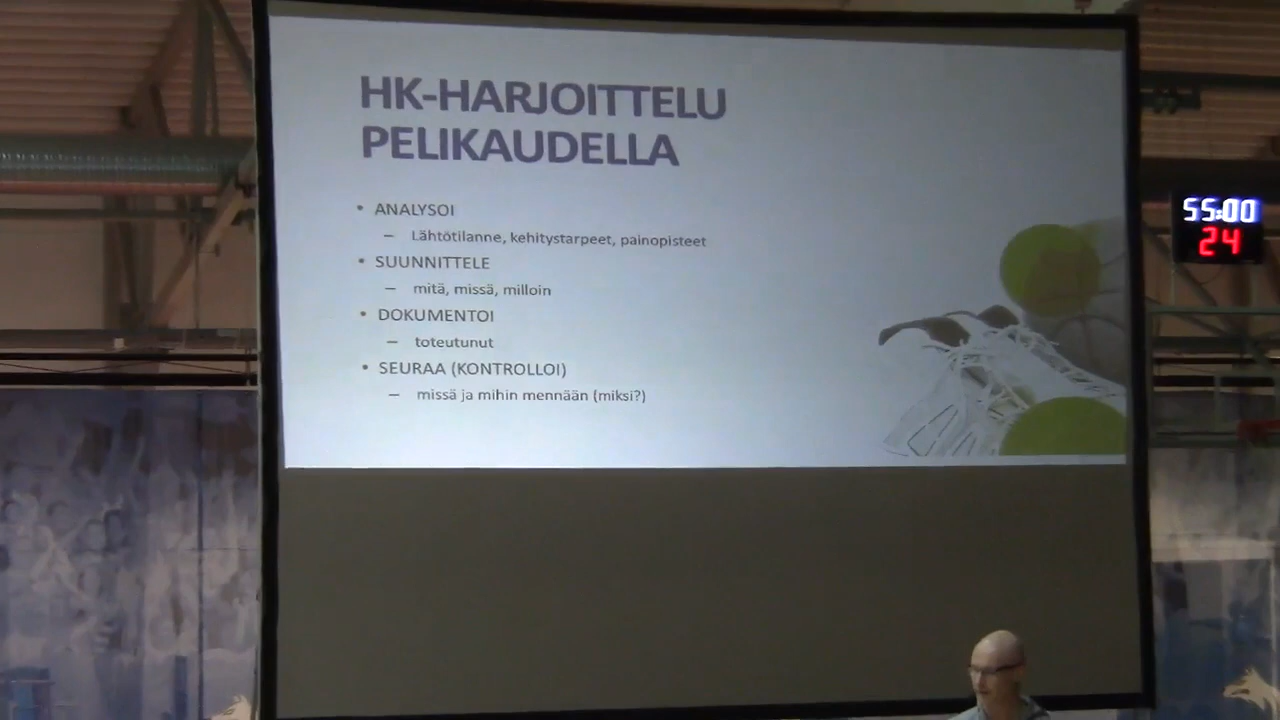 HK-HARJOITTELU
PELIKAUDELLA
• ANALYSOI
– Lähtötilanne, kehitystarpeet, painopisteet
• SUUNNITTELE
– mitä, missä, milloin
• DOKUMENTOI
– toteutunut
• SEURAA (KONTROLLOI)
– missä ja mihin mennään (miksi?)
55:00
24